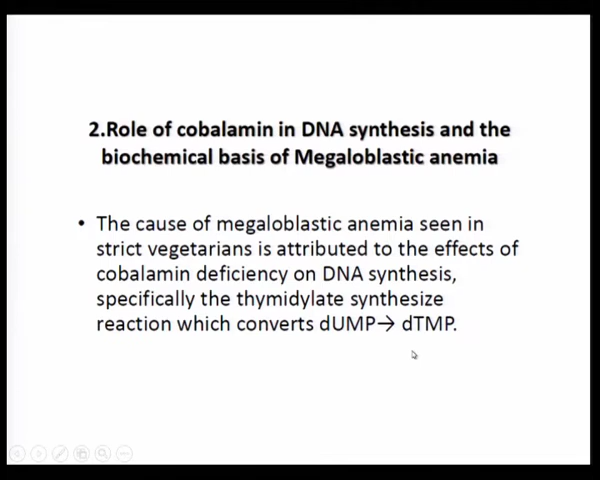 2.Role of cobalamin in DNA synthesis and the
biochemical basis of Megaloblastic anemia
• The cause of megaloblastic anemia seen in
strict vegetarians is attributed to the effects of
cobalamin deficiency on DNA synthesis,
specifically the thymidylate synthesize
reaction which converts dUMP→ dTMP.